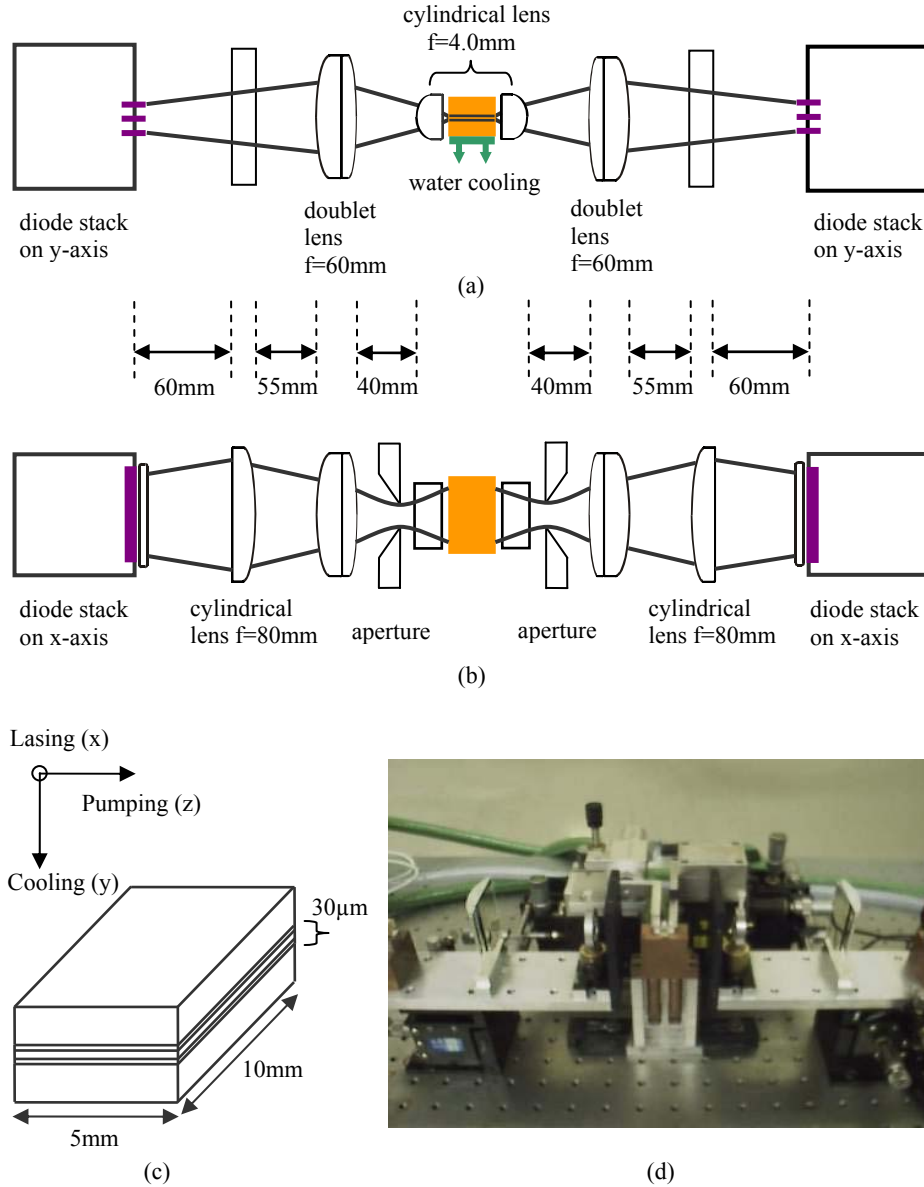 cylindrical lens
f=4.0mm
water cooling
diode stack
on y-axis
doublet
lens
f=60mm
doublet
lens
f=60mm
diode stack
on y-axis
(a)
60mm
55mm
40mm
40mm
55mm
60mm
diode stack
on x-axis
cylindrical
lens f=80mm
aperture
aperture
cylindrical
lens f=80mm
diode stack
on x-axis
(b)
Lasing (x)
Pumping (z)
Cooling (y)
30µm
10mm
5mm
(c)
(d)